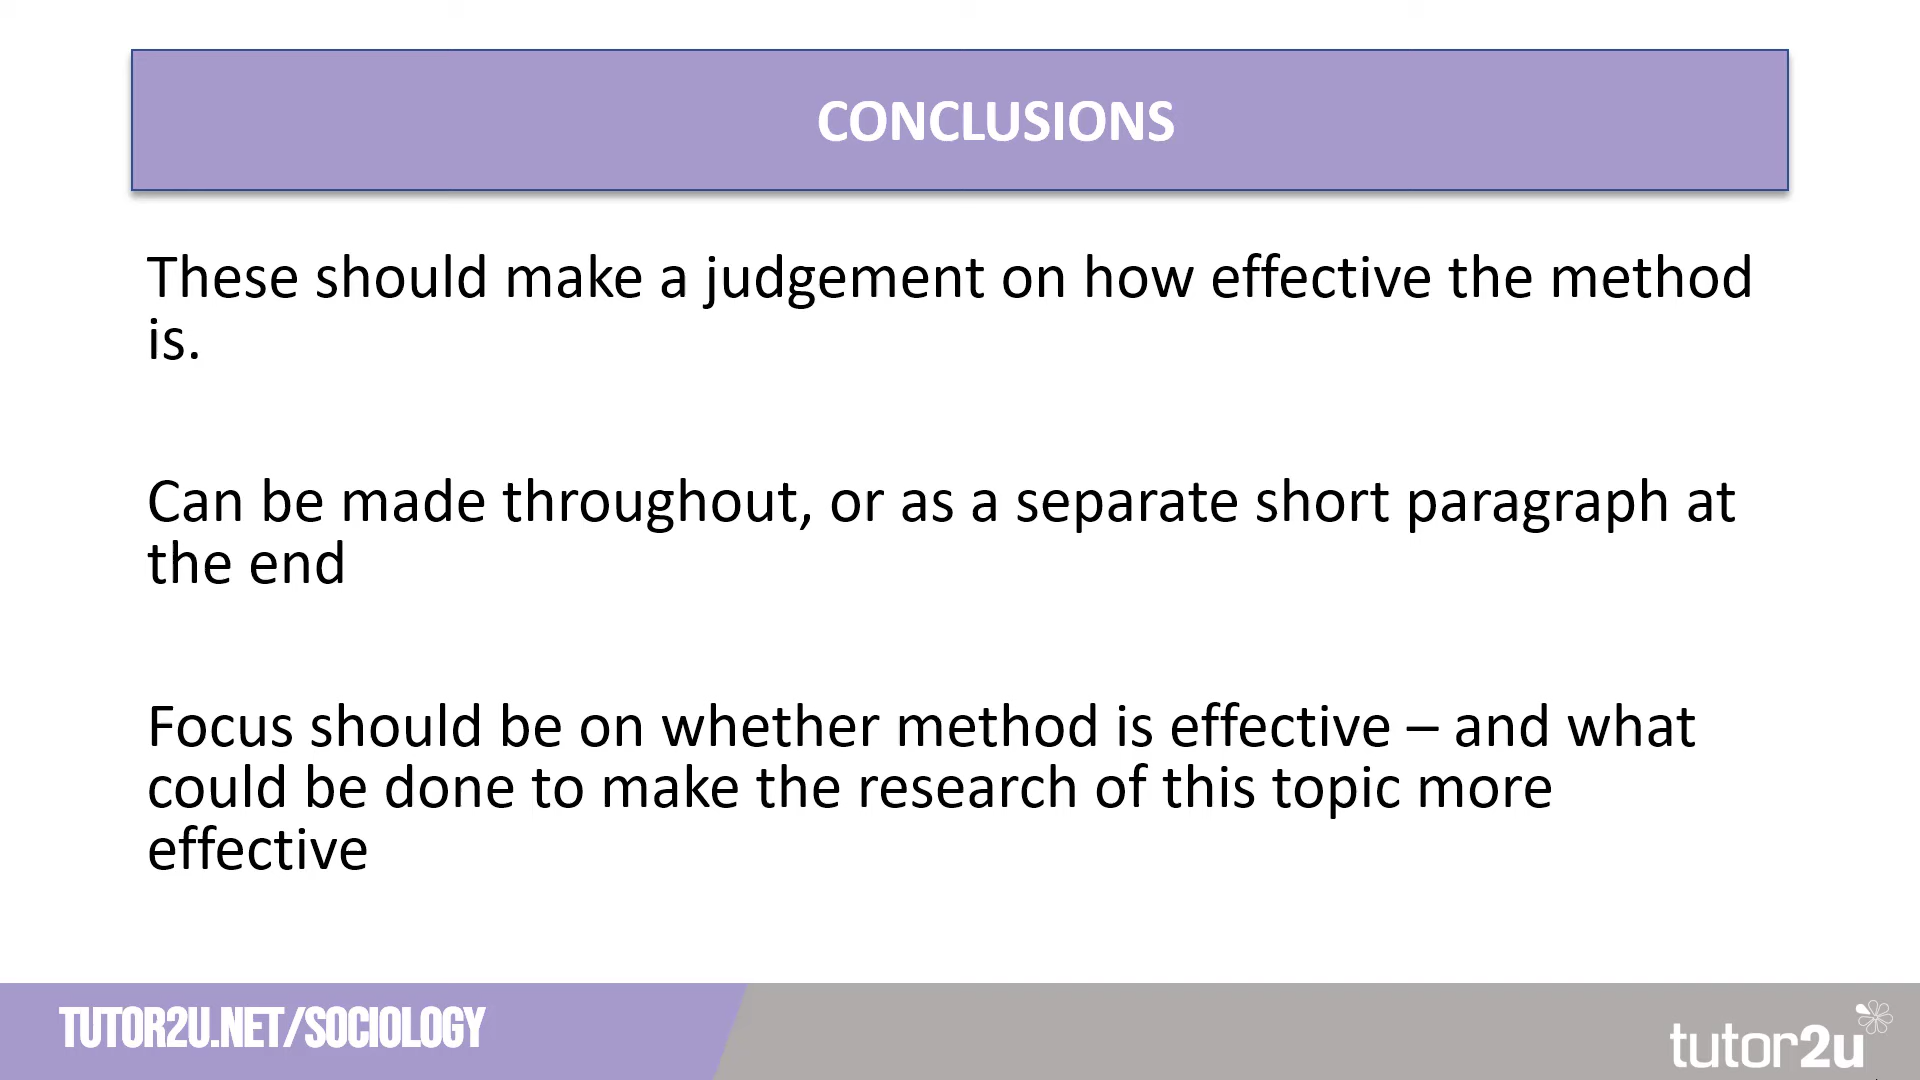 CONCLUSIONS
These should make a judgement on how effective the method
is.
Can be made throughout, or as a separate short paragraph at
the end
Focus should be on whether method is effective – and what
could be done to make the research of this topic more
effective
TUTOR2U.NET/SOCIOLOGY
tutor2u